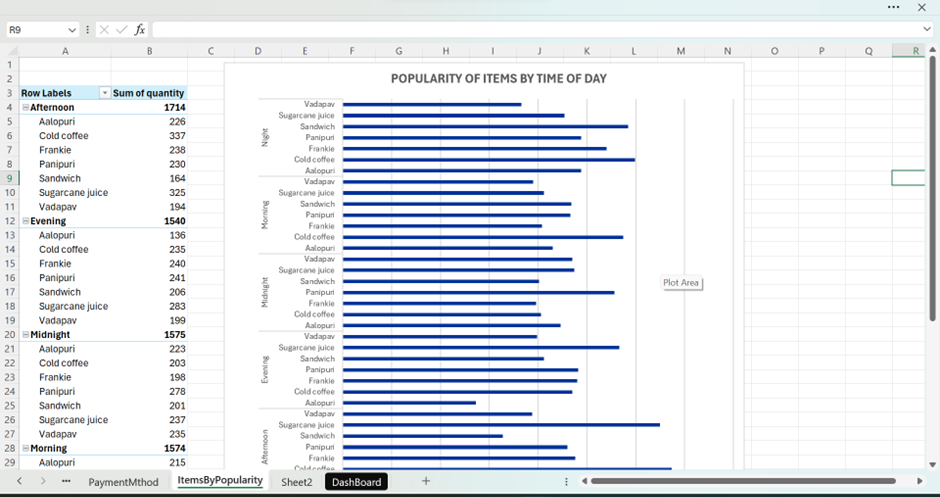 R9
fx
A B C D E F G H I J K L M N O P Q R
1
2
3 Row Labels Sum of quantity
4 Afternoon 1714
5 Aalopuri 226
6 Cold coffee 337
7 Frankie 238
8 Panipuri 230
9 Sandwich 164
10 Sugarcane juice 325
11 Vadapav 194
12 Evening 1540
13 Aalopuri 136
14 Cold coffee 235
15 Frankie 240
16 Panipuri 241
17 Sandwich 206
18 Sugarcane juice 283
19 Vadapav 199
20 Midnight 1575
21 Aalopuri 223
22 Cold coffee 203
23 Frankie 198
24 Panipuri 278
25 Sandwich 201
26 Sugarcane juice 237
27 Vadapav 235
28 Morning 1574
29 Aalopuri 215
POPULARITY OF ITEMS BY TIME OF DAY
Night
Vadapav
Sugarcane juice
Sandwich
Panipuri
Frankie
Cold coffee
Aalopuri
Morning
Vadapav
Sugarcane juice
Sandwich
Panipuri
Frankie
Cold coffee
Aalopuri
Midnight
Vadapav
Sugarcane juice
Sandwich
Panipuri
Frankie
Cold coffee
Aalopuri
Evening
Vadapav
Sugarcane juice
Sandwich
Panipuri
Frankie
Cold coffee
Aalopuri
Afternoon
Vadapav
Sugarcane juice
Sandwich
Panipuri
Frankie
Cold coffee
Plot Area
PaymentMthod ItemsByPopularity Sheet2 DashBoard